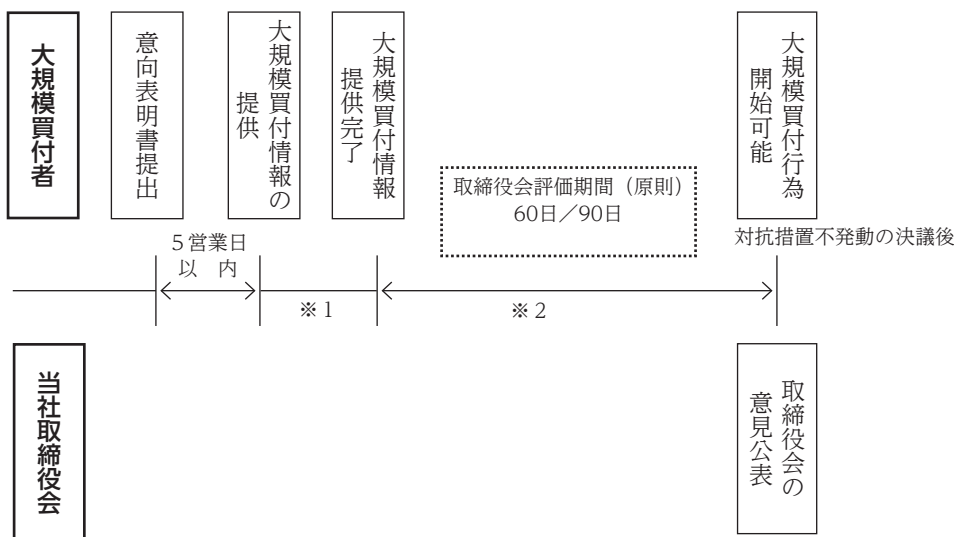 大規模買付者
意向表明書提出
大規模買付情報の
提供
大規模買付情報
提供完了
取締役会評価期間（原則）
60日／90日
大規模買付行為
開始可能
対抗措置不発動の決議後
５営業日
以　内
※１
※２
当社取締役会
取締役会の
意見公表